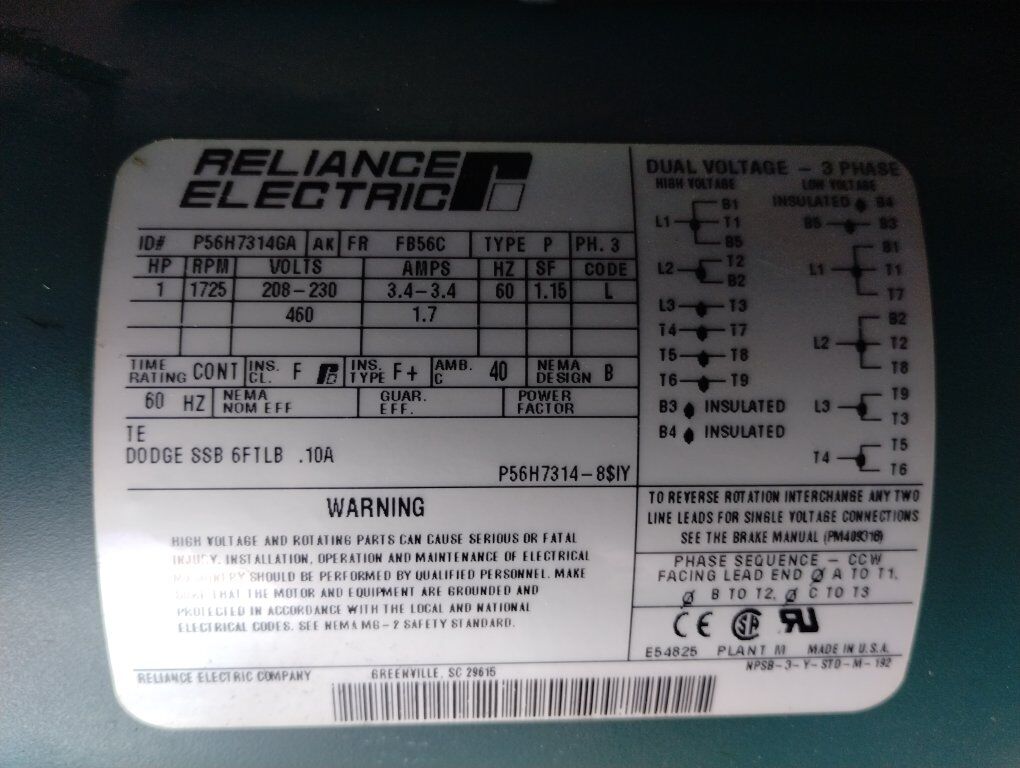 RELIANCE
ELECTRIC
ID# P56H7314GA AK FR FB56C TYPE P PH. 3
HP RPM VOLTS AMPS HZ SF CODE
1 1725 208-230 3.4-3.4 60 1.15 L
460 1.7
TIME RATING CONT INS. CL. F INS. TYPE F+ AMB. C 40 NEMA DESIGN B
60 HZ NEMA NOM EFF GUAR. EFF. POWER FACTOR
TE
DODGE SSB 6FTLB .10A
P56H7314-8$IY
WARNING
HIGH VOLTAGE AND ROTATING PARTS CAN CAUSE SERIOUS OR FATAL
INJURY. INSTALLATION, OPERATION AND MAINTENANCE OF ELECTRICAL
MACHINERY SHOULD BE PERFORMED BY QUALIFIED PERSONNEL. MAKE
SURE THAT THE MOTOR AND EQUIPMENT ARE GROUNDED AND
PROTECTED IN ACCORDANCE WITH THE LOCAL AND NATIONAL
ELECTRICAL CODES. SEE NEMA MG-2 SAFETY STANDARD.
RELIANCE ELECTRIC COMPANY GREENVILLE, SC 29615
DUAL VOLTAGE - 3 PHASE
HIGH VOLTAGE
B1
L1 T1
B5
L2 T2
B2
L3 T3
T4 T7
T5 T8
T6 T9
B3 INSULATED
B4 INSULATED
LOW VOLTAGE
INSULATED B4
B5 B3
B1
L1 T1
T7
B2
L2 T2
T8
L3 T9
T3
T4 T5
T6
TO REVERSE ROTATION INTERCHANGE ANY TWO
LINE LEADS FOR SINGLE VOLTAGE CONNECTIONS
SEE THE BRAKE MANUAL
PHASE SEQUENCE - CCW
FACING LEAD END Ø A TO T1,
Ø B TO T2, Ø C TO T3
CE SA RU
E54825 PLANT M MADE IN U.S.A.
NPSB-3-Y-STD-M-192